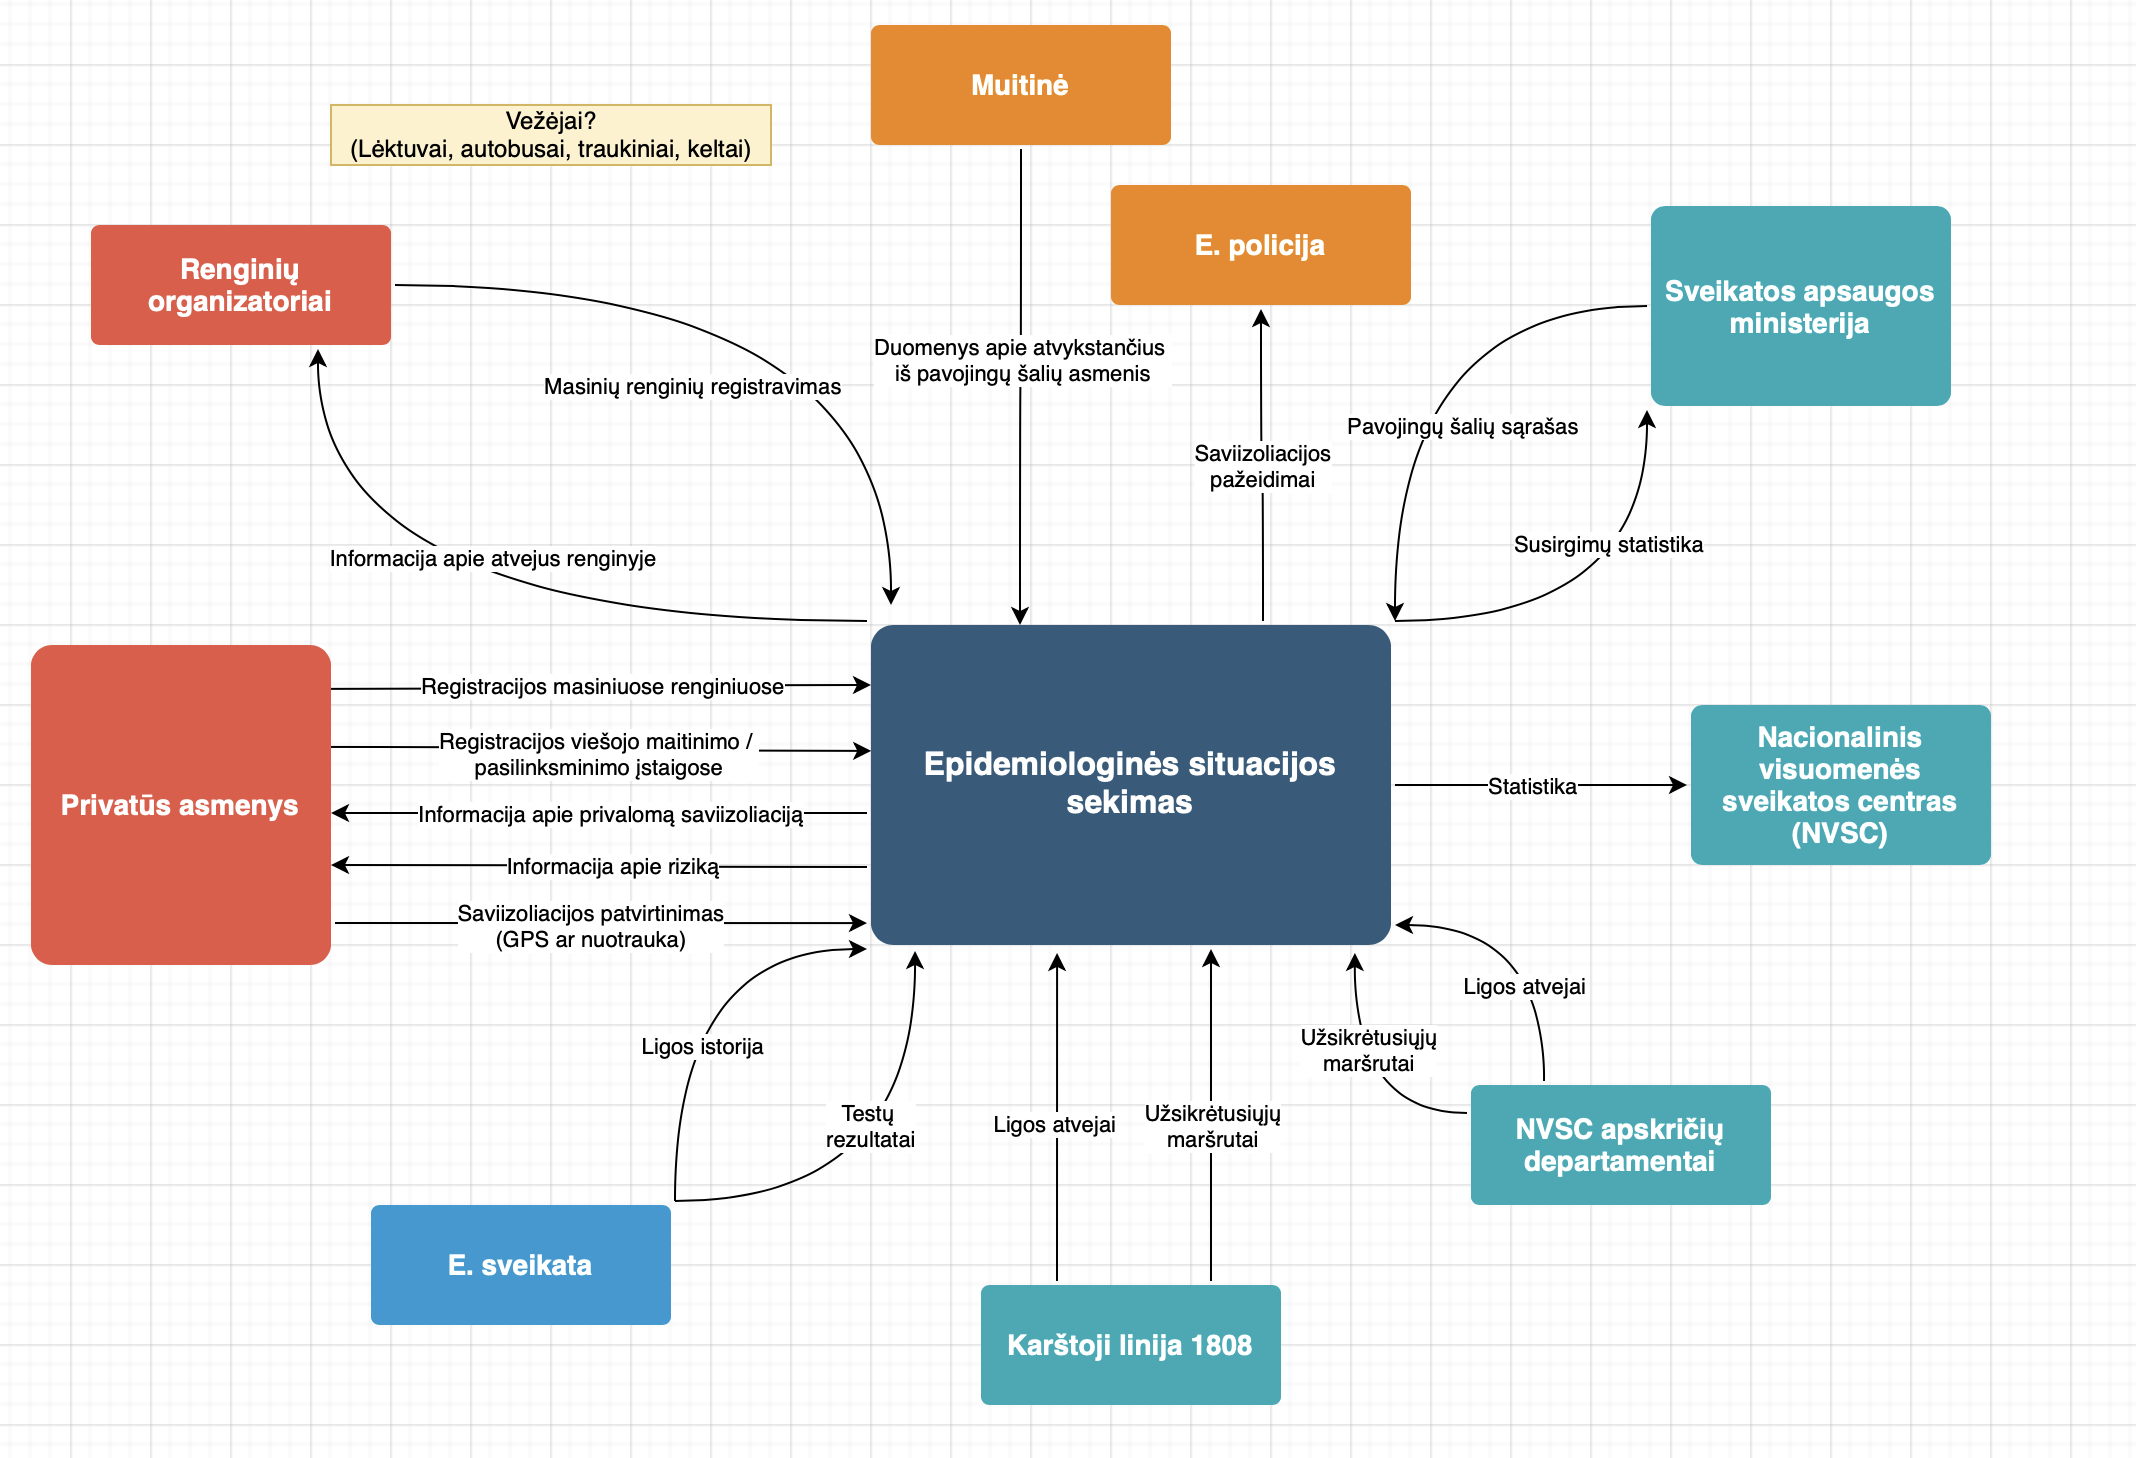 Muitinė
Vežėjai?
(Lėktuvai, autobusai, traukiniai, keltai)
E. policija
Renginių
organizatoriai
Sveikatos apsaugos
ministerija
Duomenys apie atvykstančius
iš pavojingų šalių asmenis
Masinių renginių registravimas
Pavojingų šalių sąrašas
Saviizoliacijos
pažeidimai
Susirgimų statistika
Informacija apie atvejus renginyje
Privatūs asmenys
Registracijos masiniuose renginiuose
Registracijos viešojo maitinimo /
pasilinksminimo įstaigose
Informacija apie privalomą saviizoliaciją
Informacija apie riziką
Saviizoliacijos patvirtinimas
(GPS ar nuotrauka)
Epidemiologinės situacijos
sekimas
Statistika
Nacionalinis
visuomenės
sveikatos centras
(NVSC)
Ligos atvejai
Užsikrėtusiųjų
maršrutai
Ligos istorija
Testų
rezultatai
Ligos atvejai
Užsikrėtusiųjų
maršrutai
NVSC apskričių
departamentai
E. sveikata
Karštoji linija 1808